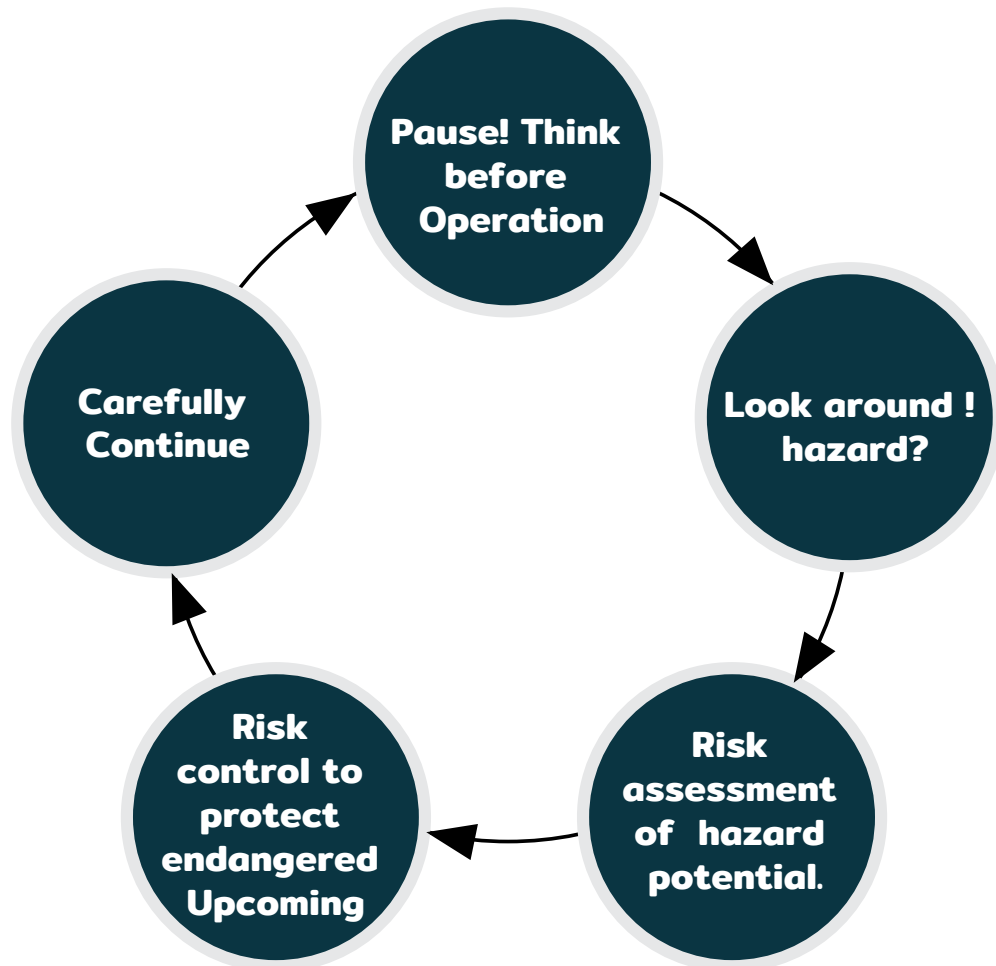 Pause! Think
before
Operation
Look around !
hazard?
Risk
assessment
of hazard
potential.
Risk
control to
protect
endangered
Upcoming
Carefully
Continue